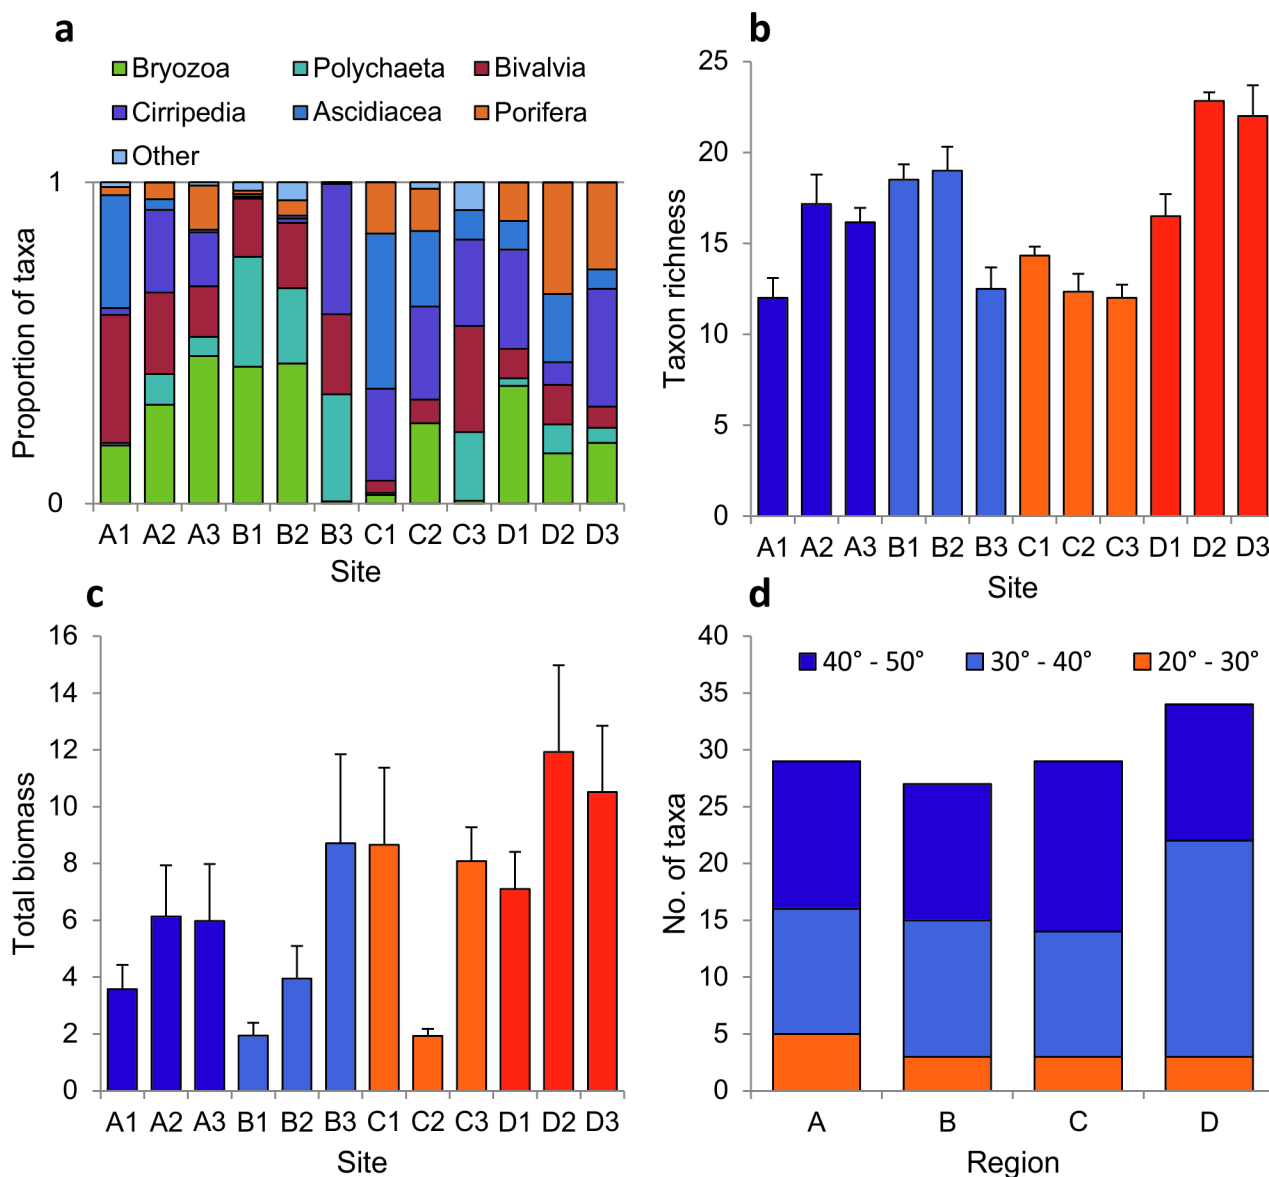 a
Bryozoa Polychaeta Bivalvia
Cirripedia Ascidiacea Porifera
Other
1
0
Proportion of taxa
A1 A2 A3 B1 B2 B3 C1 C2 C3 D1 D2 D3
Site
b
25
20
15
10
5
0
Taxon richness
A1 A2 A3 B1 B2 B3 C1 C2 C3 D1 D2 D3
Site
c
16
14
12
10
8
6
4
2
0
Total biomass
A1 A2 A3 B1 B2 B3 C1 C2 C3 D1 D2 D3
Site
d
40
40° - 50° 30° - 40° 20° - 30°
35
30
25
20
15
10
5
0
No. of taxa
A B C D
Region